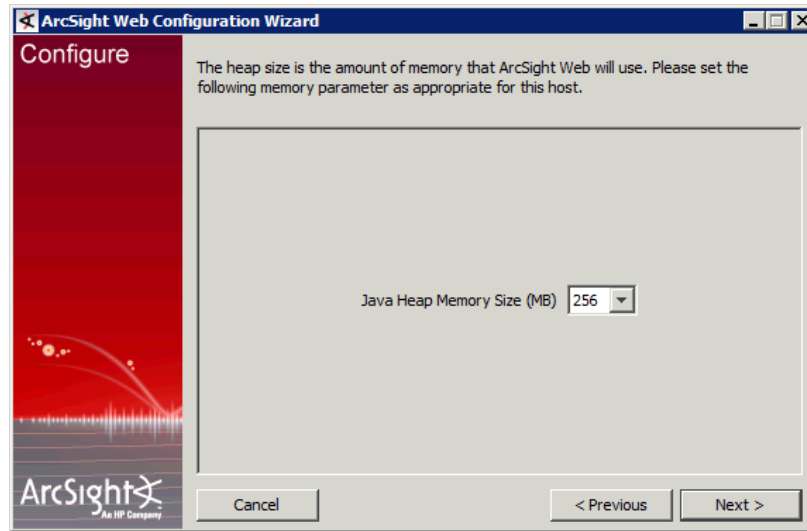 ArcSight Web Configuration Wizard
Configure
The heap size is the amount of memory that ArcSight Web will use. Please set the
following memory parameter as appropriate for this host.
Java Heap Memory Size (MB) 256
ArcSight
An HP Company
Cancel < Previous Next >